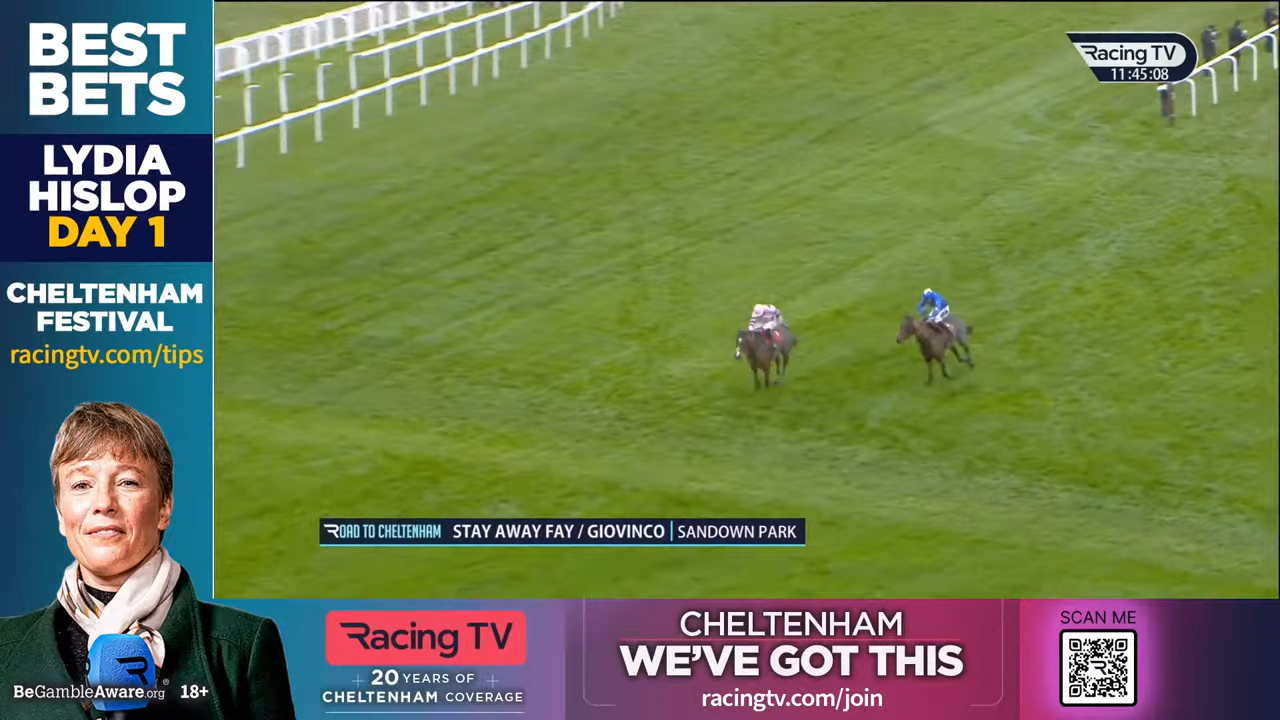 BEST
BETS
LYDIA
HISLOP
DAY 1
CHELTENHAM
FESTIVAL
racingtv.com/tips
BeGambleAware.org® 18+
Racing TV
11:45:08
ROAD TO CHELTENHAM STAY AWAY FAY / GIOVINCO | SANDOWN PARK
Racing TV
20 YEARS OF
CHELTENHAM COVERAGE
CHELTENHAM
WE'VE GOT THIS
racingtv.com/join
SCAN ME